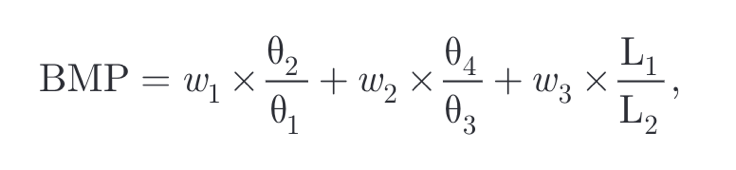 BMP = w₁ × θ₂/θ₁ + w₂ × θ₄/θ₃ + w₃ × L₁/L₂,